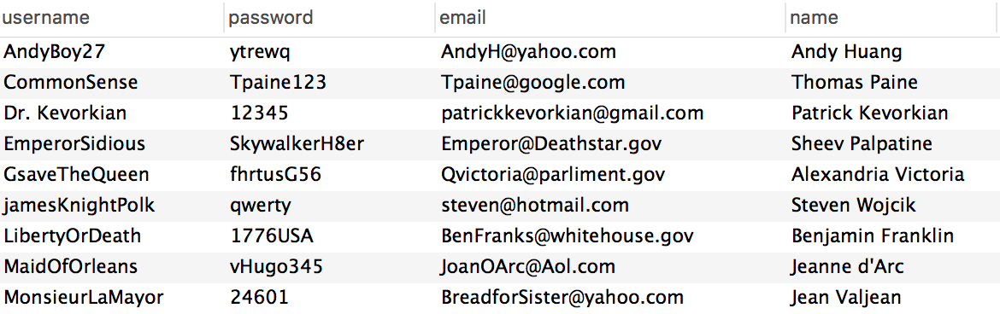 username password email name
AndyBoy27 ytrewq AndyH@yahoo.com Andy Huang
CommonSense Tpaine123 Tpaine@google.com Thomas Paine
Dr. Kevorkian 12345 patrickkevorkian@gmail.com Patrick Kevorkian
EmperorSidious SkywalkerH8er Emperor@Deathstar.gov Sheev Palpatine
GsaveTheQueen fhrtusG56 Qvictoria@parliment.gov Alexandria Victoria
jamesKnightPolk qwerty steven@hotmail.com Steven Wojcik
LibertyOrDeath 1776USA BenFranks@whitehouse.gov Benjamin Franklin
MaidOfOrleans vHugo345 JoanOArc@Aol.com Jeanne d'Arc
MonsieurLaMayor 24601 BreadforSister@yahoo.com Jean Valjean